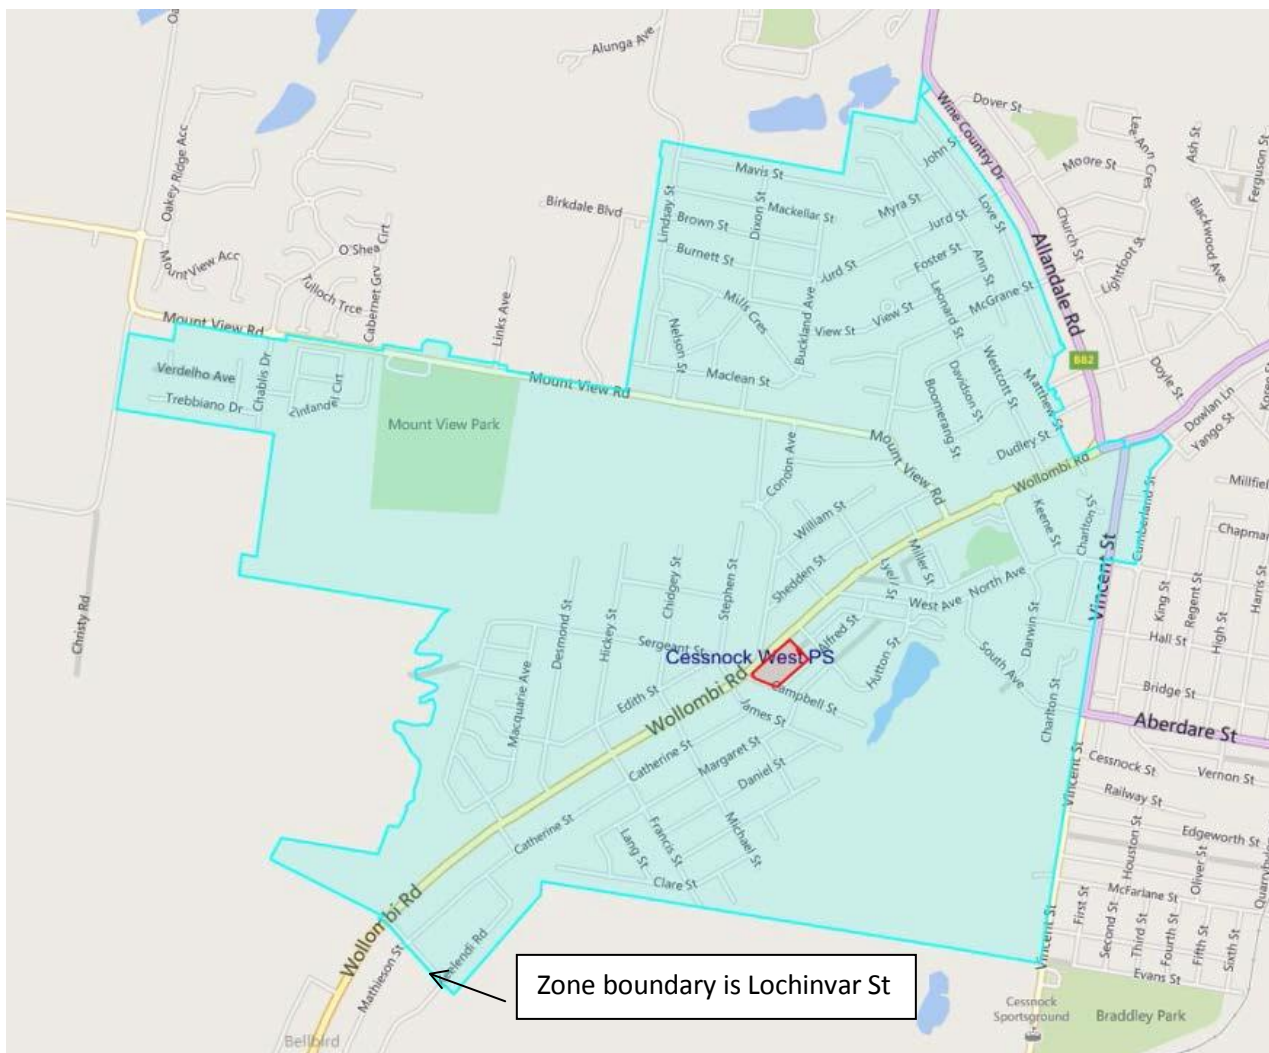 Alunga Ave
Dover St
Lee-Ann Cres
Ash St
Ferguson St
Oakey Ridge Acc
Wine Country Dr
John St
Moore St
Mavis St
Lindsay St
Dixon St
Mackellar St
Myra St
Love St
Blackwood Ave
Birkdale Blvd
Brown St
Jurd St
Church St
Lightfoot St
O'Shea Cirt
Mount View Acc
Burnett St
Jurd St
Foster St
Ann St
Allandale Rd
Tulloch Trce
Cabernet Grv
Links Ave
Mills Cres
Buckland Ave
View St
View St
Leonard St
McGrane St
Mount View Rd
Nelson St
Westcott St
B82
Doyle St
Verdelho Ave
Chablis Dr
Zinfandel Cirt
Trebbiano Dr
Mount View Rd
Maclean St
Davidson St
Boomerang St
Matthew St
Dowlan Ln
Yango St
Mount View Park
Condon Ave
Mount View Rd
Dudley St
Wollombi Rd
William St
Keene St
Charlton St
Cumberland St
Millfiel
Chapman
Shedden St
Lyell St
Miller St
North Ave
West Ave
Vincent St
Harris St
King St
Regent St
High St
Hall St
Christy Rd
Desmond St
Hickey St
Chidgey St
Stephen St
Sergeant St
Cessnock West PS
Alfred St
Hutton St
South Ave
Darwin St
Charlton St
Bridge St
Aberdare St
Macquarie Ave
Edith St
Wollombi Rd
Campbell St
James St
Catherine St
Margaret St
Daniel St
Vincent St
Cessnock St
Vernon St
Railway St
Edgeworth St
Catherine St
Lang St
Francis St
Michael St
Clare St
Houston St
Oliver St
McFarlane St
First St
Second St
Third St
Fourth St
Fifth St
Sixth St
Evans St
Vincent St
Wollombi Rd
Mathieson St
elendi Rd
Zone boundary is Lochinvar St
Cessnock
Sportsground
Braddley Park
Bellbird